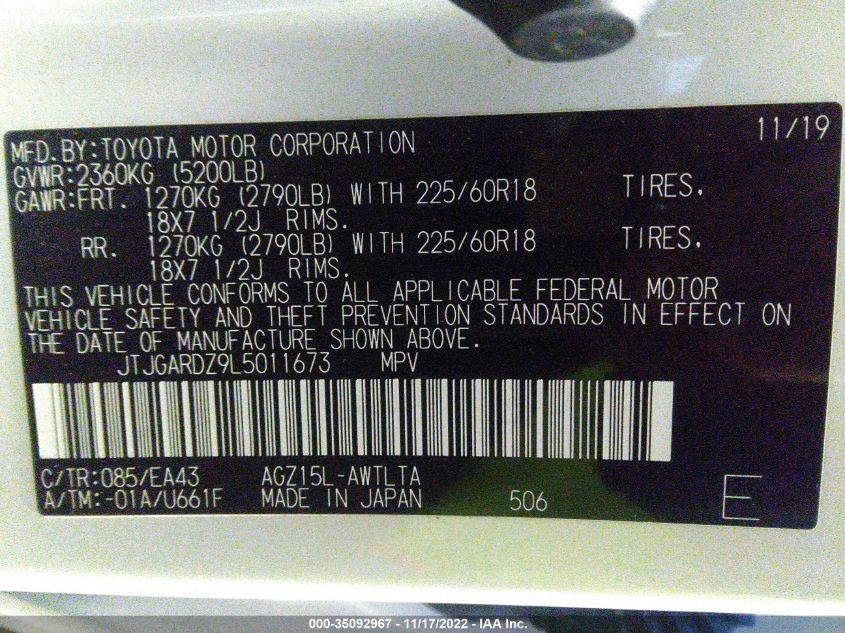 11/19
MFD.BY:TOYOTA MOTOR CORPORATION
GVWR:2360KG (5200LB)
GAWR:FRT. 1270KG (2790LB) WITH 225/60R18 TIRES,
18X7 1/2J RIMS.
RR. 1270KG (2790LB) WITH 225/60R18 TIRES,
18X7 1/2J RIMS.
THIS VEHICLE CONFORMS TO ALL APPLICABLE FEDERAL MOTOR
VEHICLE SAFETY AND THEFT PREVENTION STANDARDS IN EFFECT ON
THE DATE OF MANUFACTURE SHOWN ABOVE.
JTJGARDZ9L5011673 MPV
C/TR:085/EA43 AGZ15L-AWTLTA
A/TM:-01A/U661F MADE IN JAPAN 506 E
000-35092967 - 11/17/2022 - IAA Inc.